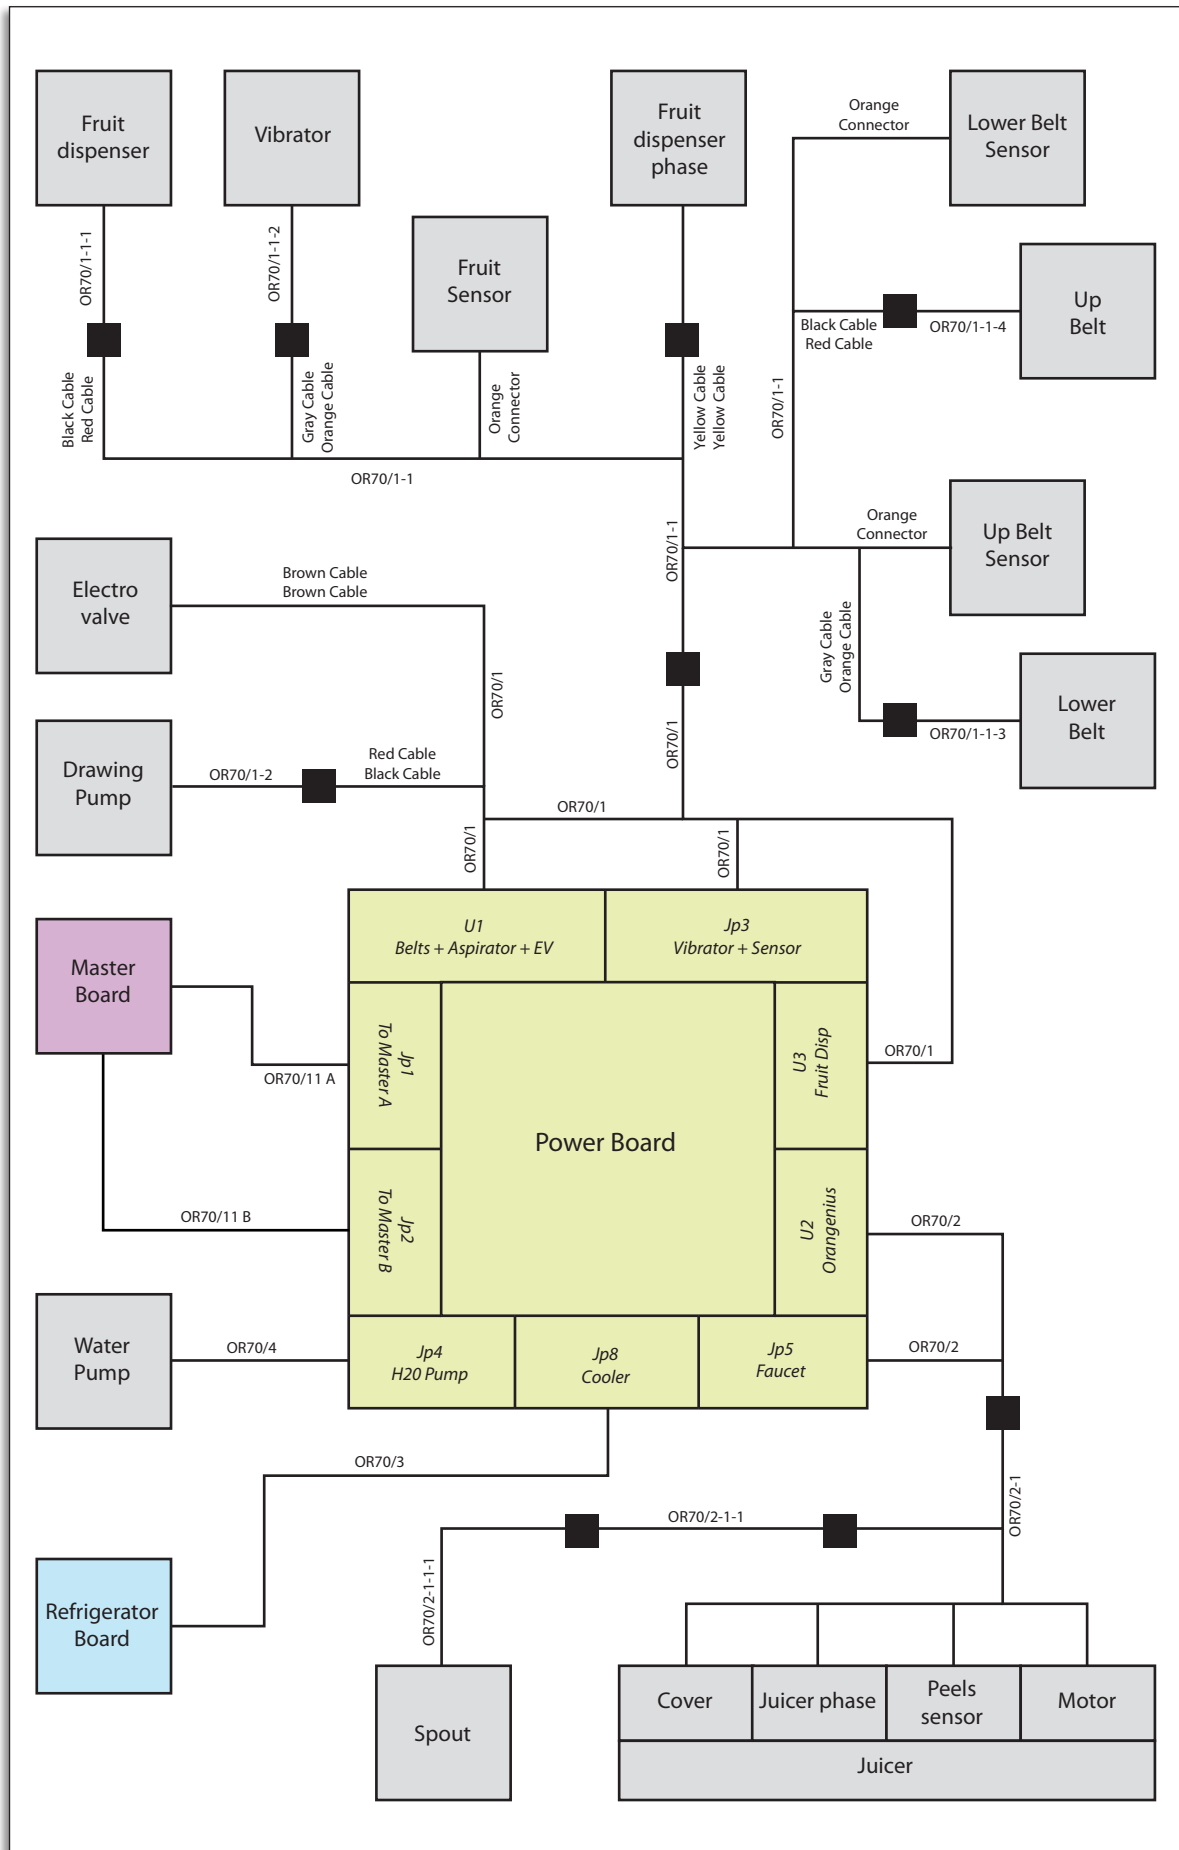 Fruit
dispenser
Vibrator
Fruit
dispenser
phase
Orange
Connector
Lower Belt
Sensor
OR70/1-1-1
OR70/1-1-2
Fruit
Sensor
Up
Belt
Black Cable
Red Cable
OR70/1-1-4
Black Cable
Red Cable
Gray Cable
Orange Cable
Orange
Connector
Yellow Cable
Yellow Cable
OR70/1-1
OR70/1-1
OR70/1-1
Orange
Connector
Up Belt
Sensor
Electro
valve
Brown Cable
Brown Cable
Gray Cable
Orange Cable
OR70/1
OR70/1
Lower
Belt
OR70/1-1-3
Drawing
Pump
OR70/1-2
Red Cable
Black Cable
OR70/1
OR70/1
OR70/1
U1
Belts + Aspirator + EV
Jp3
Vibrator + Sensor
Master
Board
OR70/11 A
Jp1
To Master A
U3
Fruit Disp
OR70/1
Power Board
OR70/11 B
Jp2
To Master B
U2
Orangenius
OR70/2
Water
Pump
OR70/4
Jp4
H20 Pump
Jp8
Cooler
Jp5
Faucet
OR70/2
OR70/3
OR70/2-1
OR70/2-1-1
Refrigerator
Board
OR70/2-1-1-1
Spout
Cover
Juicer phase
Peels
sensor
Motor
Juicer